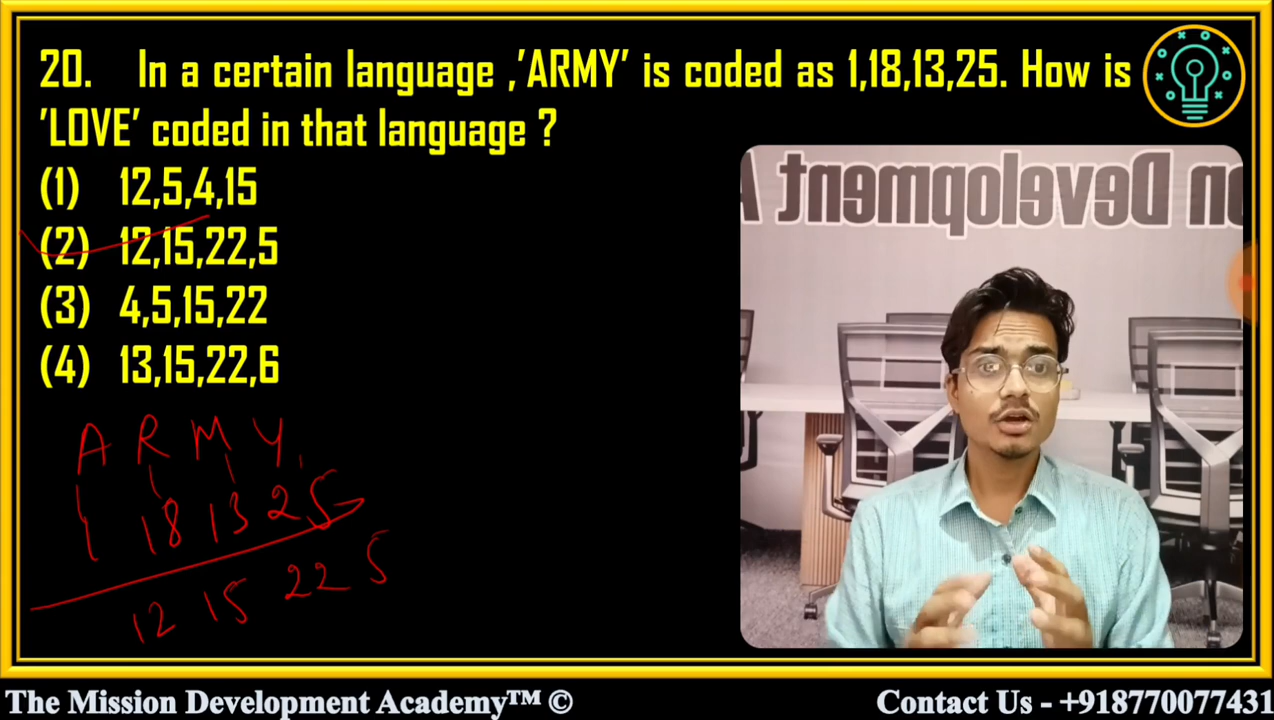 20. In a certain language ,’ARMY’ is coded as 1,18,13,25. How is
’LOVE’ coded in that language ?
(1) 12,5,4,15
(2) 12,15,22,5
(3) 4,5,15,22
(4) 13,15,22,6
A R M Y
1 18 13 25
12 15 22 5
on Development A
The Mission Development Academy™ ©
Contact Us - +918770077431